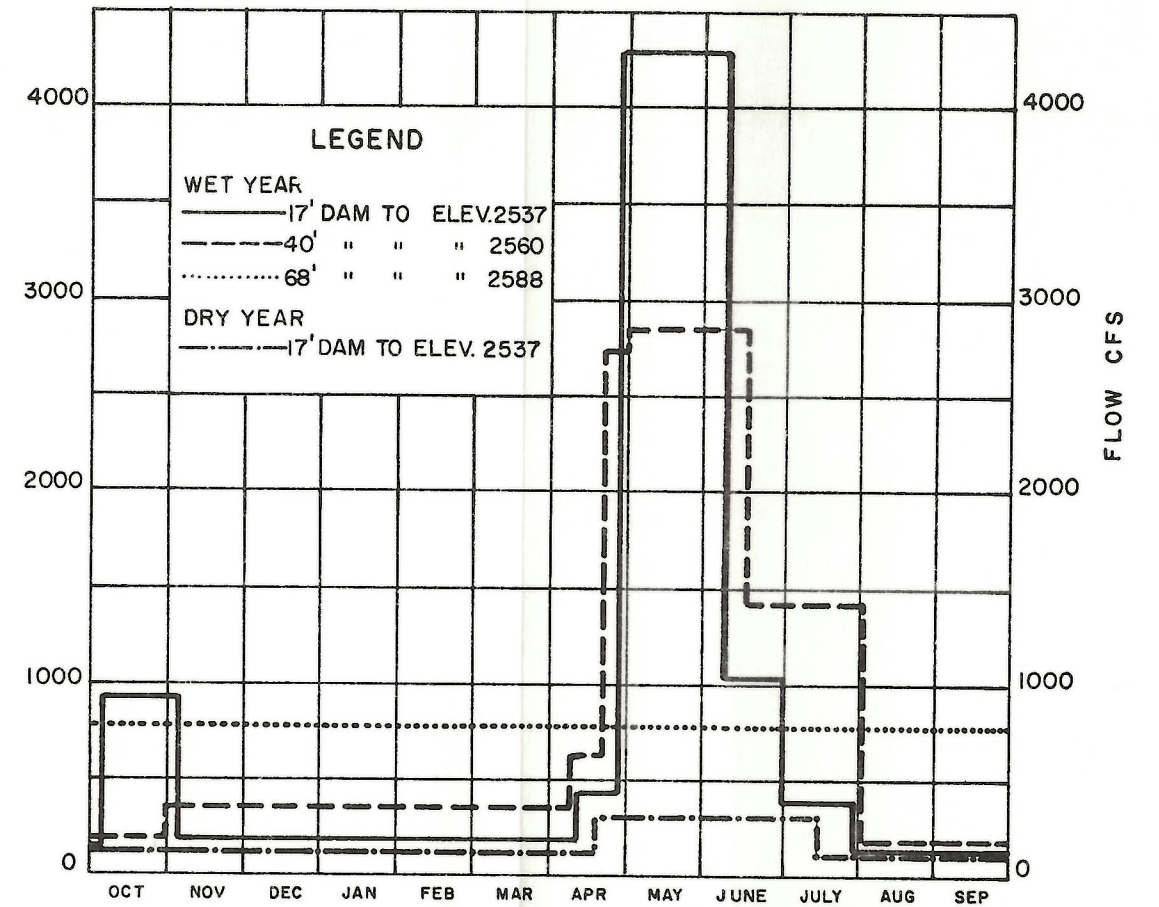 4000
4000
LEGEND
WET YEAR
17' DAM TO ELEV. 2537
40' " " " 2560
68' " " " 2588
3000
3000
DRY YEAR
17' DAM TO ELEV. 2537
FLOW CFS
2000
2000
1000
1000
0
0
OCT NOV DEC JAN FEB MAR APR MAY JUNE JULY AUG SEP